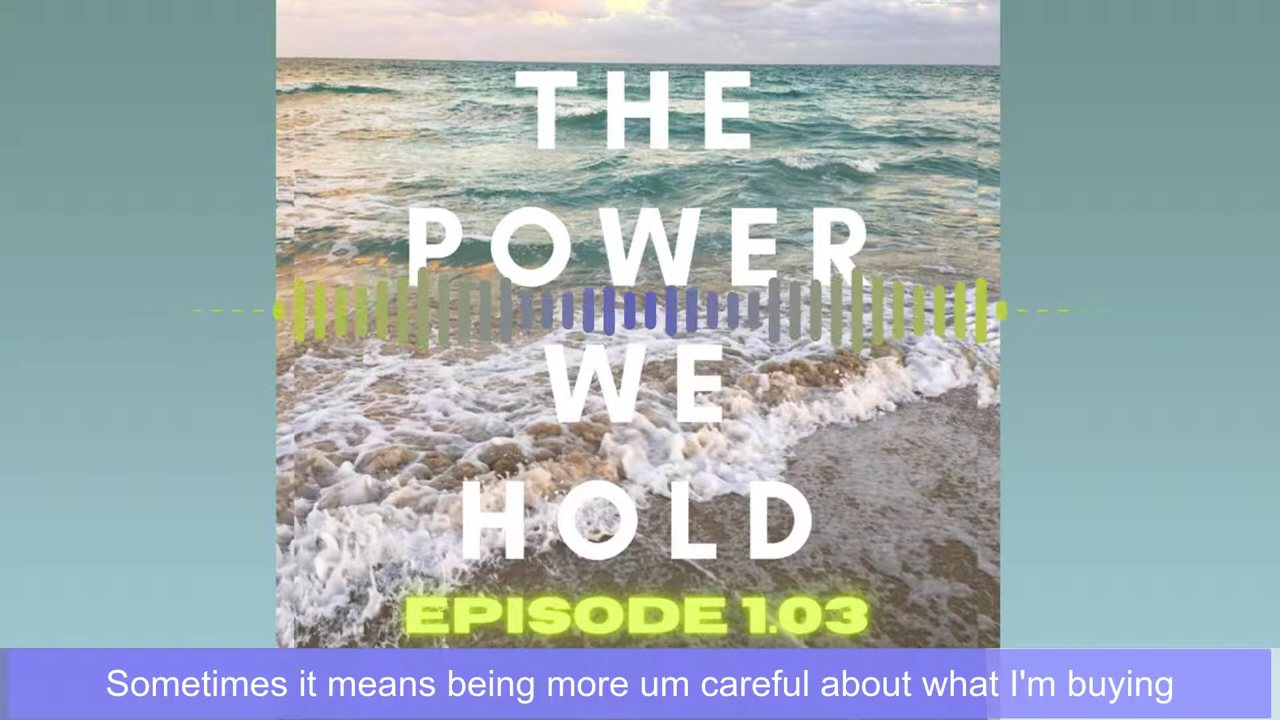 THE
POWER
WE
HOLD
EPISODE 1.03
Sometimes it means being more um careful about what I'm buying